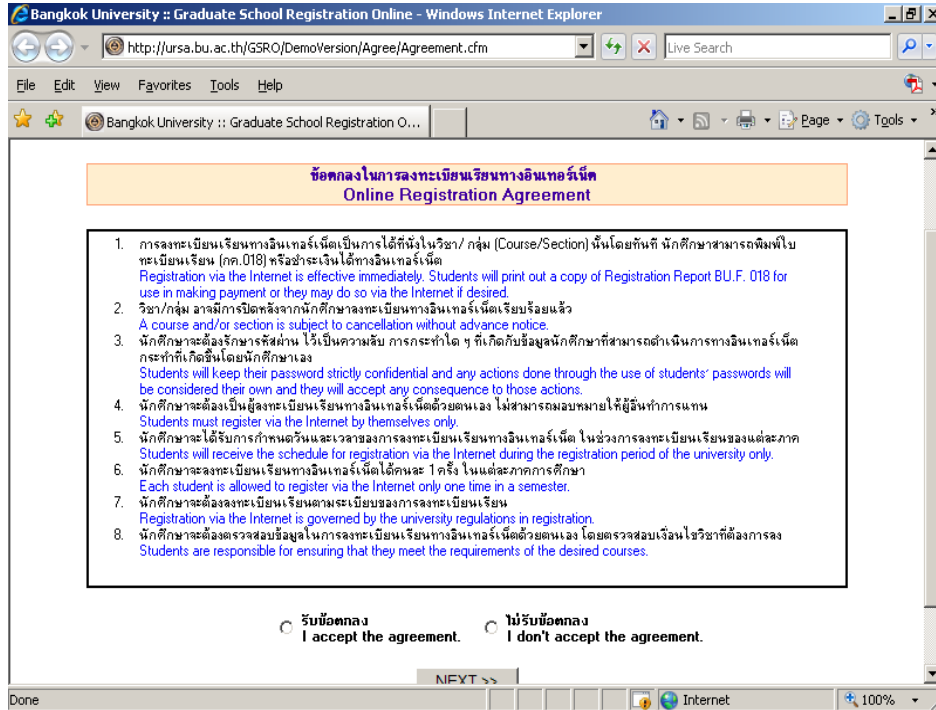 Bangkok University :: Graduate School Registration Online - Windows Internet Explorer
http://ursa.bu.ac.th/GSRO/DemoVersion/Agree/Agreement.cfm
Live Search
File Edit View Favorites Tools Help
Bangkok University :: Graduate School Registration O...
Page Tools
ข้อตกลงในการลงทะเบียนเรียนทางอินเทอร์เน็ต
Online Registration Agreement
1. การลงทะเบียนเรียนทางอินเทอร์เน็ตเป็นการได้ที่นั่งในวิชา/ กลุ่ม (Course/Section) นั้นโดยทันที นักศึกษาสามารถพิมพ์ใบ
ทะเบียนเรียน (กค.018) หรือชำระเงินได้ทางอินเทอร์เน็ต
Registration via the Internet is effective immediately. Students will print out a copy of Registration Report BU.F. 018 for
use in making payment or they may do so via the Internet if desired.
2. วิชา/กลุ่ม อาจมีการปิดหลังจากนักศึกษาลงทะเบียนทางอินเทอร์เน็ตเรียบร้อยแล้ว
A course and/or section is subject to cancellation without advance notice.
3. นักศึกษาจะต้องรักษารหัสผ่าน ไว้เป็นความลับ การกระทำใด ๆ ที่เกิดกับข้อมูลนักศึกษาที่สามารถดำเนินการทางอินเทอร์เน็ต
กระทำที่เกิดขึ้นโดยนักศึกษาเอง
Students will keep their password strictly confidential and any actions done through the use of students' passwords will
be considered their own and they will accept any consequence to those actions.
4. นักศึกษาจะต้องเป็นผู้ลงทะเบียนเรียนทางอินเทอร์เน็ตด้วยตนเอง ไม่สามารถมอบหมายให้ผู้อื่นทำการแทน
Students must register via the Internet by themselves only.
5. นักศึกษาจะได้รับการกำหนดวันและเวลาของการลงทะเบียนเรียนทางอินเทอร์เน็ต ในช่วงการลงทะเบียนเรียนของแต่ละภาค
Students will receive the schedule for registration via the Internet during the registration period of the university only.
6. นักศึกษาจะลงทะเบียนเรียนทางอินเทอร์เน็ตได้คนละ 1 ครั้ง ในแต่ละภาคการศึกษา
Each student is allowed to register via the Internet only one time in a semester.
7. นักศึกษาจะต้องลงทะเบียนเรียนตามระเบียบของการลงทะเบียนเรียน
Registration via the Internet is governed by the university regulations in registration.
8. นักศึกษาจะต้องตรวจสอบข้อมูลในการลงทะเบียนเรียนทางอินเทอร์เน็ตด้วยตนเอง โดยตรวจสอบเงื่อนไขวิชาที่ต้องการลง
Students are responsible for ensuring that they meet the requirements of the desired courses.
รับข้อตกลง ไม่รับข้อตกลง
I accept the agreement. I don't accept the agreement.
NEXT >>
Done Internet 100%